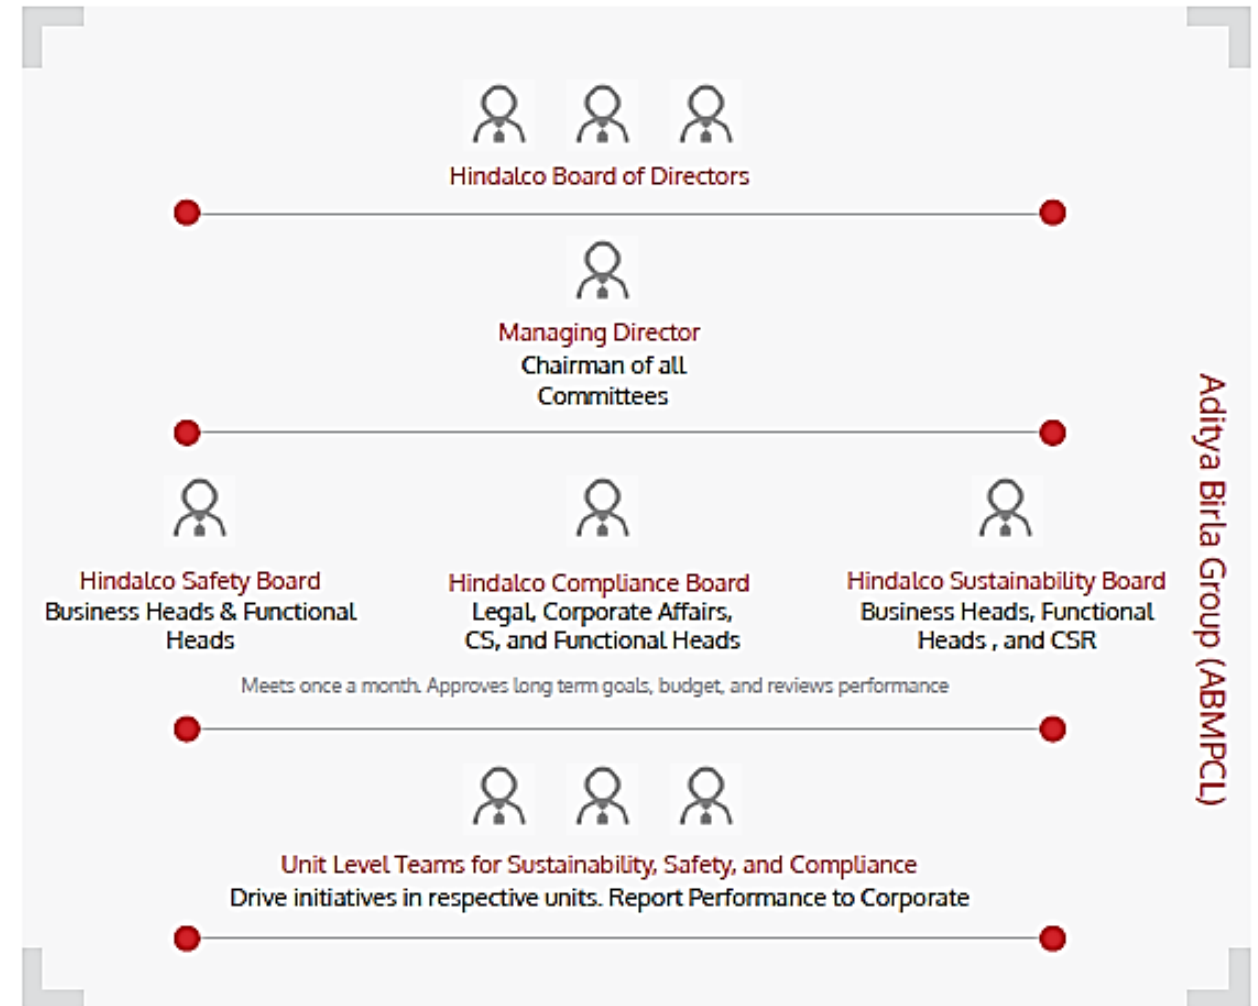 Hindalco Board of Directors
Managing Director
Chairman of all
Committees
Hindalco Safety Board
Business Heads & Functional
Heads
Hindalco Compliance Board
Legal, Corporate Affairs,
CS, and Functional Heads
Hindalco Sustainability Board
Business Heads, Functional
Heads , and CSR
Meets once a month. Approves long term goals, budget, and reviews performance
Unit Level Teams for Sustainability, Safety, and Compliance
Drive initiatives in respective units. Report Performance to Corporate
Aditya Birla Group (ABMPCL)